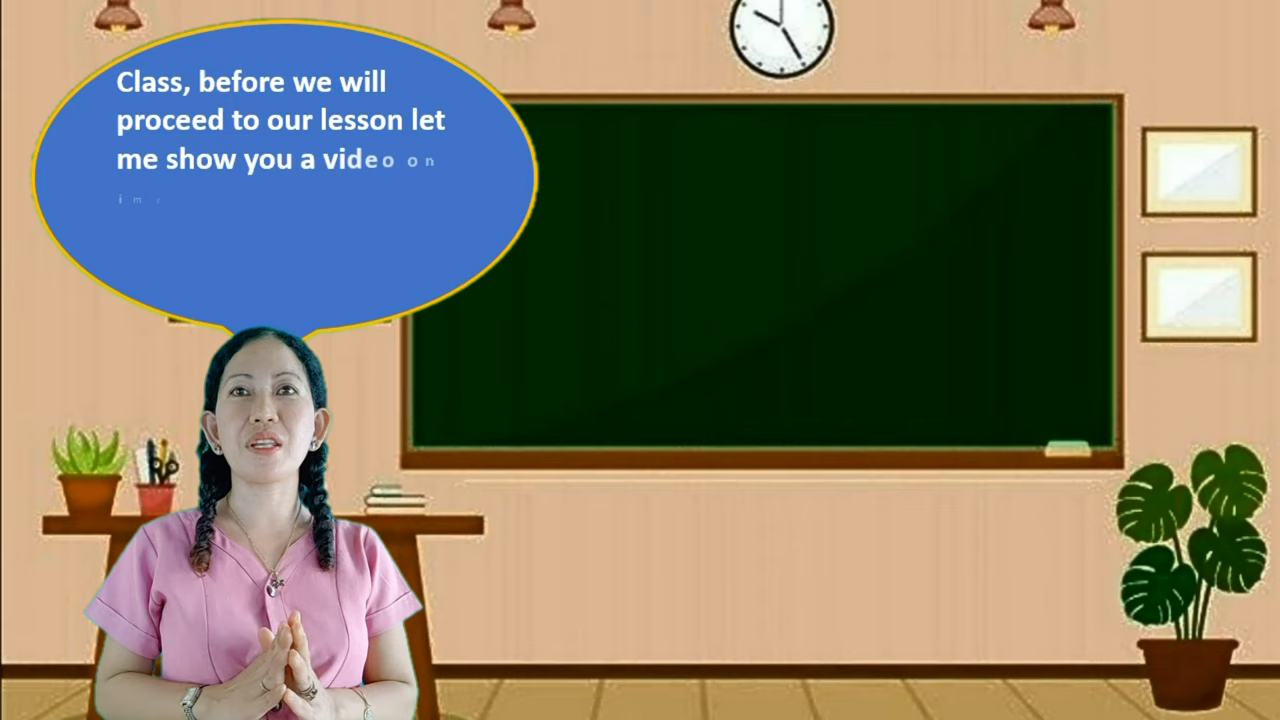 Class, before we will
proceed to our lesson let
me show you a video on